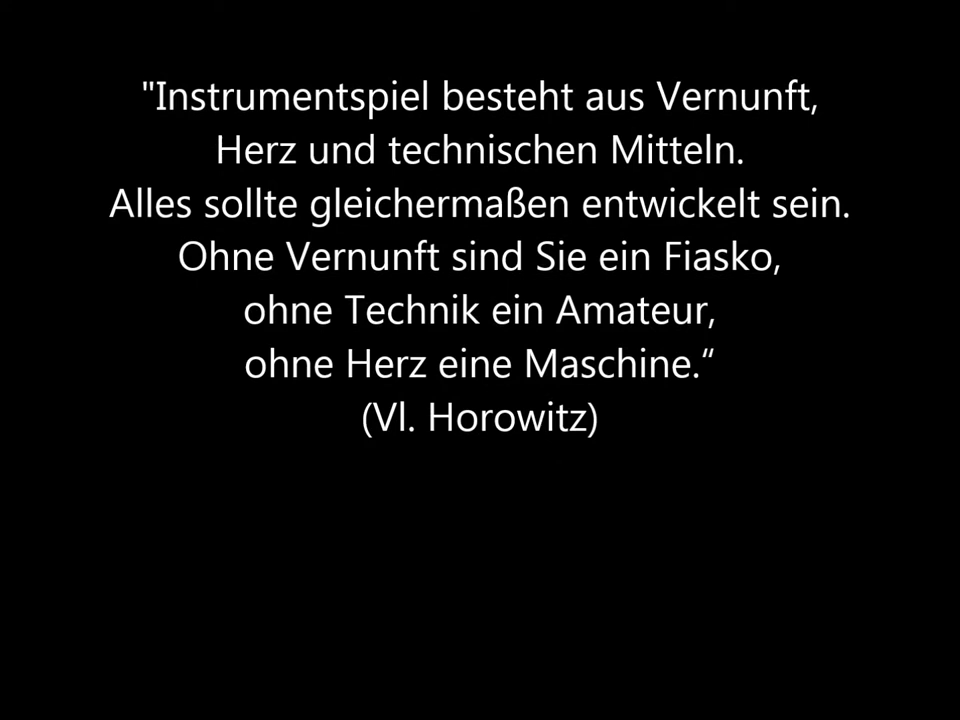 "Instrumentspiel besteht aus Vernunft,
Herz und technischen Mitteln.
Alles sollte gleichermaßen entwickelt sein.
Ohne Vernunft sind Sie ein Fiasko,
ohne Technik ein Amateur,
ohne Herz eine Maschine.“
(Vl. Horowitz)